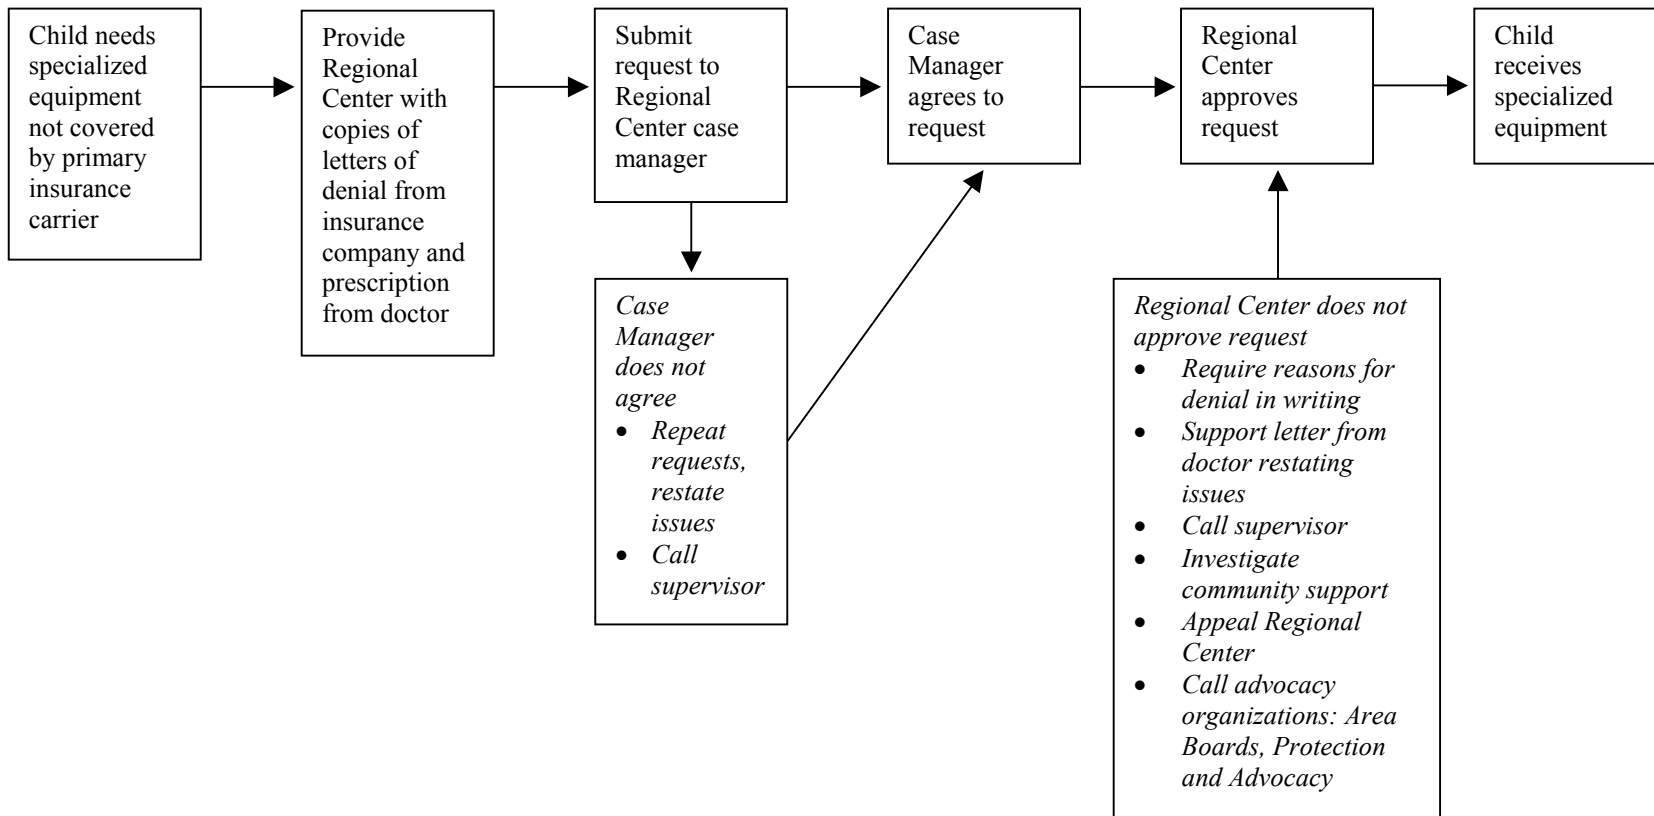 Child needs
specialized
equipment
not covered
by primary
insurance
carrier
Provide
Regional
Center with
copies of
letters of
denial from
insurance
company and
prescription
from doctor
Submit
request to
Regional
Center case
manager
Case
Manager
agrees to
request
Regional
Center
approves
request
Child
receives
specialized
equipment
Case
Manager
does not
agree
• Repeat
requests,
restate
issues
• Call
supervisor
Regional Center does not
approve request
• Require reasons for
denial in writing
• Support letter from
doctor restating
issues
• Call supervisor
• Investigate
community support
• Appeal Regional
Center
• Call advocacy
organizations: Area
Boards, Protection
and Advocacy